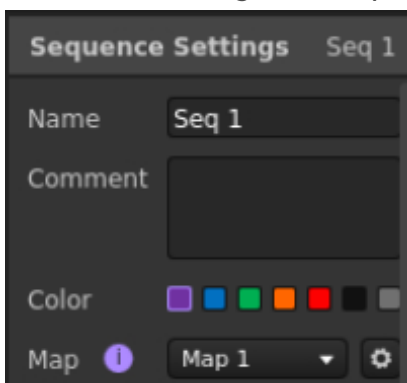 Sequence Settings Seq 1
Name Seq 1
Comment
Color
Map i Map 1